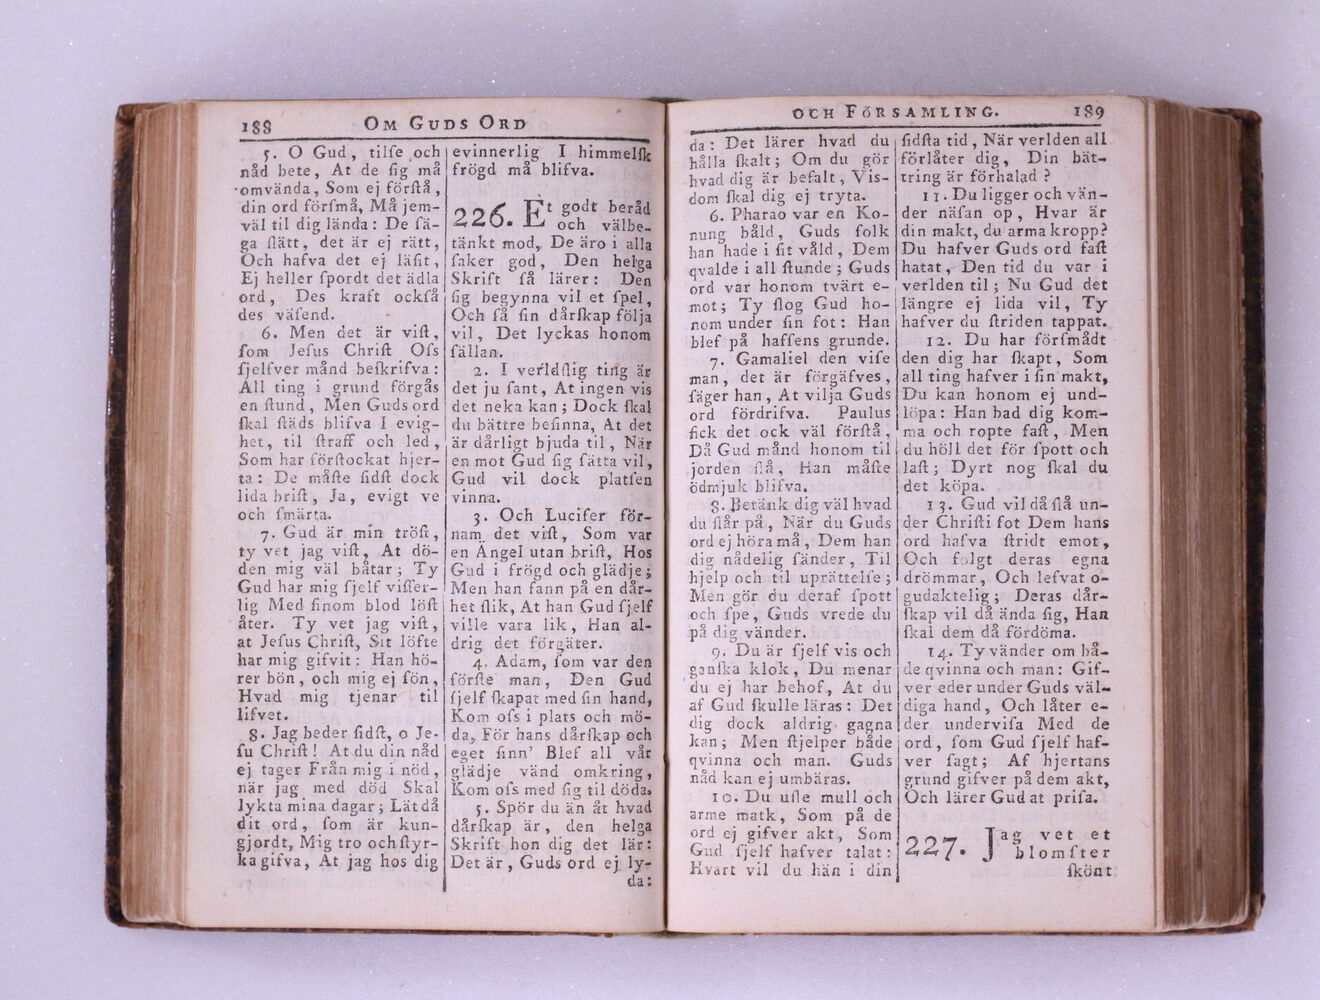 188 OM GUDS ORD
5. O Gud, tilſe och
nåd bete, At de ſig må
omvända, Som ej förſtå,
din ord förſmå, Må jem-
väl til dig lända: De ſä-
ga ſlätt, det är ej rätt,
Och hafva det ej läſit,
Ej heller ſpordt det ädla
ord, Des kraft ockſå
des väſend.
6. Men det är viſt,
ſom Jeſus Chriſt Oſs
ſjelfver månd beſkrifva:
All ting i grund förgås
en ſtund, Men Guds ord
ſkal ſtäds blifva I evig-
het, til ſtraff och led,
Som har förſtockat hjer-
ta: De måſte ſidſt dock
lida briſt, Ja, evigt ve
och ſmärta.
7. Gud är min tröſt,
ty vet jag viſt, At dö-
den mig väl båtar; Ty
Gud har mig ſjelf viſſer-
lig Med ſinom blod löſt
åter. Ty vet jag viſt,
at Jeſus Chriſt, Sit löfte
har mig gifvit: Han hö-
rer bön, och mig ej ſön,
Hvad mig tjenar til
lifvet.
8. Jag beder ſidſt, o Je-
ſu Chriſt! At du din nåd
ej tager Från mig i nöd,
när jag med död Skal
lykta mina dagar; Låt då
dit ord, ſom är kun-
gjordt, Mig tro och ſtyr-
ka gifva, At jag hos dig
evinnerlig I himmelſk
frögd må blifva.
226. Et godt beråd
och välbe-
tänkt mod, De äro i alla
ſaker god, Den helga
Skrift ſå lärer: Den
ſig begynna vil et ſpel,
Och ſå ſin dårſkap följa
vil, Det lyckas honom
ſällan.
2. I verldſlig ting är
det ju ſant, At ingen vis
det neka kan; Dock ſkal
du bättre befinna, At det
är dårligt bjuda til, När
en mot Gud ſig ſätta vil,
Gud vil dock platſen
vinna.
3. Och Lucifer för-
nam det viſt, Som var
en Ängel utan briſt, Hos
Gud i frögd och glädje;
Men han fann på en dår-
het ſlik, At han Gud ſjelf
ville vara lik, Han al-
drig det förgäter.
4. Adam, ſom var den
förſte man, Den Gud
ſjelf ſkapat med ſin hand,
Kom oſs i plats och mö-
da, För hans dårſkap och
eget ſinn' Blef all vår
glädje vänd omkring,
Kom oſs med ſig til döda.
5. Spör du än åt hvad
dårſkap är, den helga
Skrift hon dig det lär:
Det är, Guds ord ej ly-
da:
OCH FÖRSAMLING. 189
da: Det lärer hvad du
hålla ſkalt; Om du gör
hvad dig är befalt, Vis-
dom ſkal dig ej tryta.
6. Pharao var en Ko-
nung båld, Guds folk
han hade i ſit våld, Dem
qvalde i all ſtunde; Guds
ord var honom tvärt e-
mot; Ty ſlog Gud ho-
nom under ſin fot: Han
blef på haffens grunde.
7. Gamaliel den viſe
man, det är förgäfves,
ſäger han, At vilja Guds
ord fördrifva. Paulus
fick det ock väl förſtå,
Då Gud månd honom til
jorden ſlå, Han måſte
ödmjuk blifva.
8. Betänk dig väl hvad
du ſlår på, När du Guds
ord ej höra må, Dem han
dig nådelig ſänder, Til
hjelp och til uprättelſe;
Men gör du deraf ſpott
och ſpe, Guds vrede du
på dig vänder.
9. Du är ſjelf vis och
ganſka klok, Du menar
du ej har behof, At du
af Gud ſkulle läras: Det
dig dock aldrig gagna
kan; Men ſtjelper både
qvinna och man. Guds
nåd kan ej umbäras.
10. Du uſle mull och
arme matk, Som på de
ord ej gifver akt, Som
Gud ſjelf hafver talat:
Hvart vil du hän i din
ſidſta tid, När verlden all
förlåter dig, Din bät-
tring är förhalad?
11. Du ligger och vän-
der näſan op, Hvar är
din makt, du arma kropp?
Du hafver Guds ord faſt
hatat, Den tid du var i
verlden til; Nu Gud det
längre ej lida vil, Ty
hafver du ſtriden tappat.
12. Du har förſmådt
den dig har ſkapt, Som
all ting hafver i ſin makt,
Du kan honom ej und-
löpa: Han bad dig kom-
ma och ropte faſt, Men
du höll det för ſpott och
laſt; Dyrt nog ſkal du
det köpa.
13. Gud vil då ſlå un-
der Chriſti fot Dem hans
ord hafva ſtridt emot,
Och folgt deras egna
drömmar, Och lefvat o-
gudaktelig; Deras dår-
ſkap vil då ända ſig, Han
ſkal dem då fördöma.
14. Ty vänder om bå-
de qvinna och man: Gif-
ver eder under Guds väl-
diga hand, Och låter e-
der underviſa Med de
ord, ſom Gud ſjelf haf-
ver ſagt; Af hjertans
grund gifver på dem akt,
Och lärer Gud at priſa.
227. Jag vet et
blomſter
ſkönt